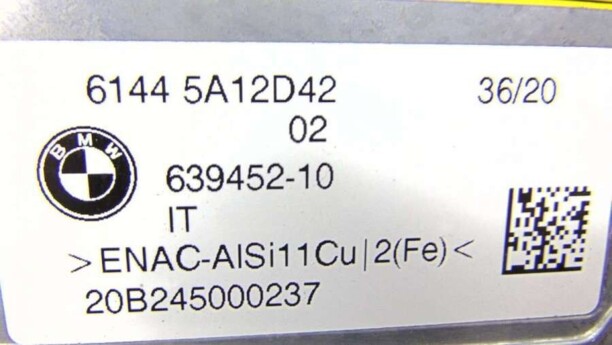 6144 5A12D42 36/20
02
BMW
639452-10
IT
>ENAC-AlSi11Cu|2(Fe)<
20B245000237